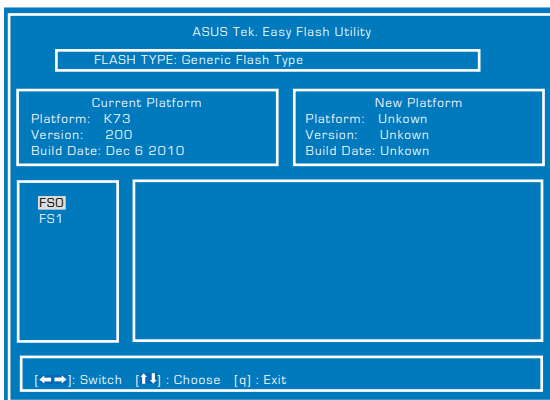 ASUS Tek. Easy Flash Utility
FLASH TYPE: Generic Flash Type
Current Platform
Platform: K73
Version: 200
Build Date: Dec 6 2010
New Platform
Platform: Unkown
Version: Unkown
Build Date: Unkown
FS0
FS1
[←→]: Switch [↑↓] : Choose [q] : Exit